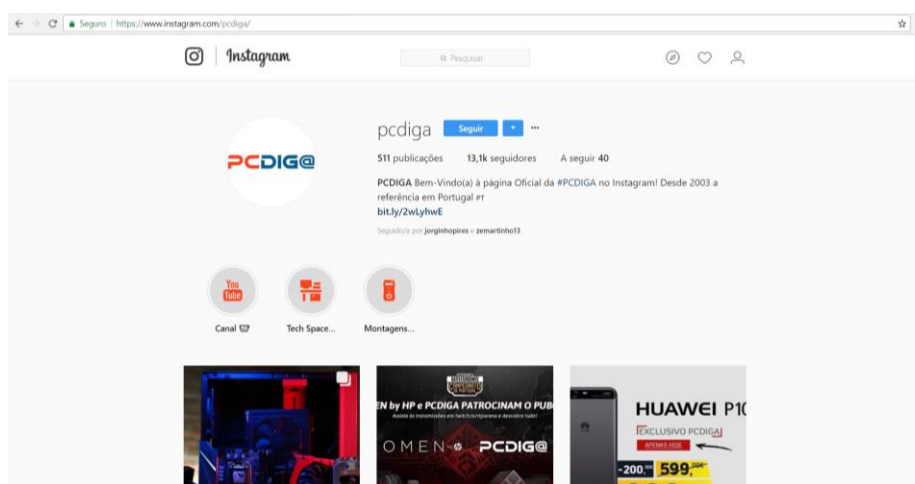 Seguro | https://www.instagram.com/pcdiga/
Instagram
Pesquisar
pcdiga Seguir ...
PCDIG@
511 publicações 13,1k seguidores A seguir 40
PCDIGA Bem-Vindo(a) à página Oficial da #PCDIGA no Instagram! Desde 2003 a
referência em Portugal PT
bit.ly/2wLyhwE
Seguido/a por jorginhopires e zemartinho13
You
Tube
Canal Tech Space... Montagens...
EN by HP e PCDIGA PATROCINAM O PUB
OMEN PCDIG@
HUAWEI P10
EXCLUSIVO PCDIGA
APENAS HOJE
-200, 599,